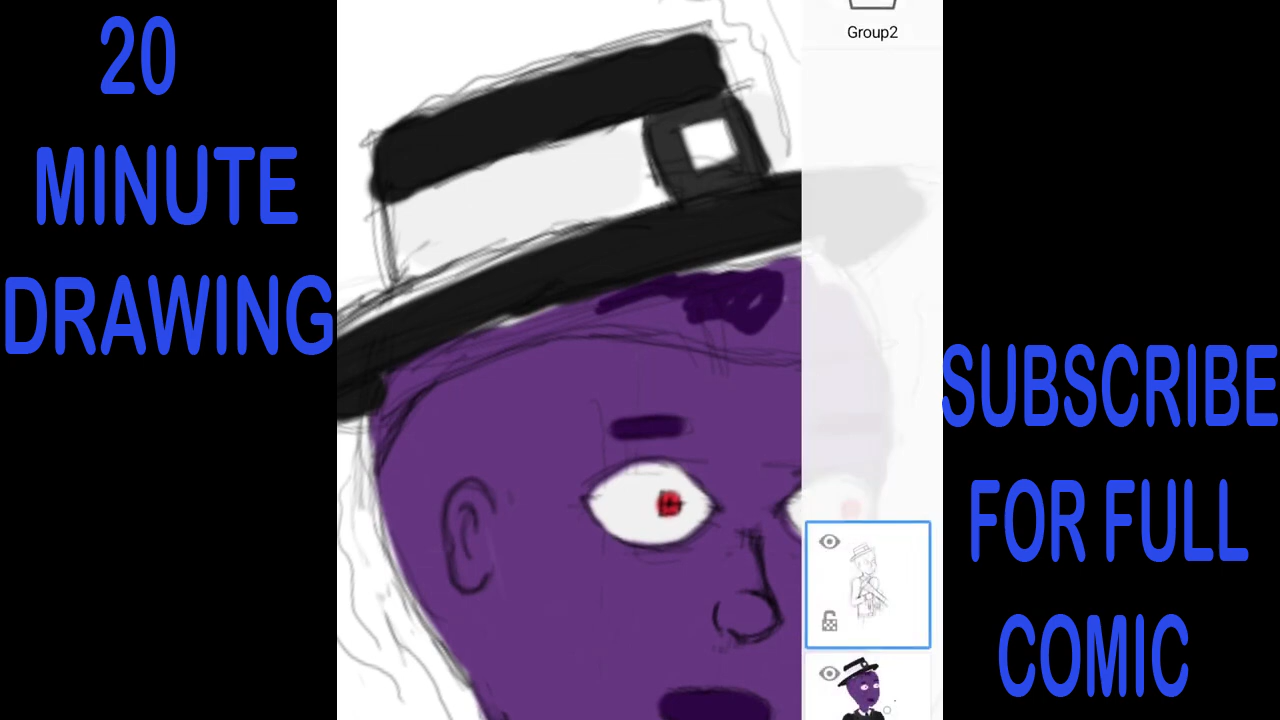 20
MINUTE
DRAWING
Group2
SUBSCRIBE
FOR FULL
COMIC